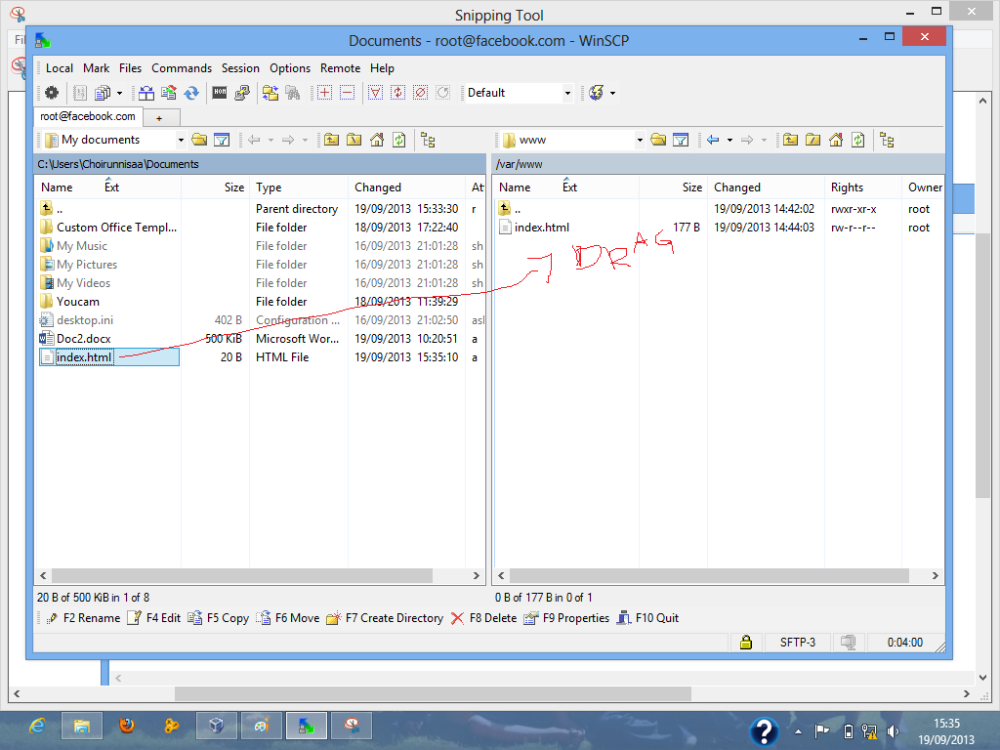 Snipping Tool
Fil
Documents - root@facebook.com - WinSCP
Local Mark Files Commands Session Options Remote Help
Default
root@facebook.com +
My documents www
C:\Users\Choirunnisaa\Documents /var/www
Name Ext Size Type Changed At Name Ext Size Changed Rights Owner
.. Parent directory 19/09/2013 15:33:30 r .. 19/09/2013 14:42:02 rwxr-xr-x root
Custom Office Templ... File folder 18/09/2013 17:22:40 index.html 177 B 19/09/2013 14:44:03 rw-r--r-- root
My Music File folder 16/09/2013 21:01:28 sh
DRAG
My Pictures File folder 16/09/2013 21:01:28 sh
My Videos File folder 16/09/2013 21:01:28 sh
Youcam File folder 18/09/2013 11:39:29
desktop.ini 402 B Configuration ... 16/09/2013 21:02:50 asl
Doc2.docx 500 KiB Microsoft Wor... 19/09/2013 10:20:51 a
index.html 20 B HTML File 19/09/2013 15:35:10 a
20 B of 500 KiB in 1 of 8 0 B of 177 B in 0 of 1
F2 Rename F4 Edit F5 Copy F6 Move F7 Create Directory F8 Delete F9 Properties F10 Quit
SFTP-3 0:04:00
15:35
19/09/2013